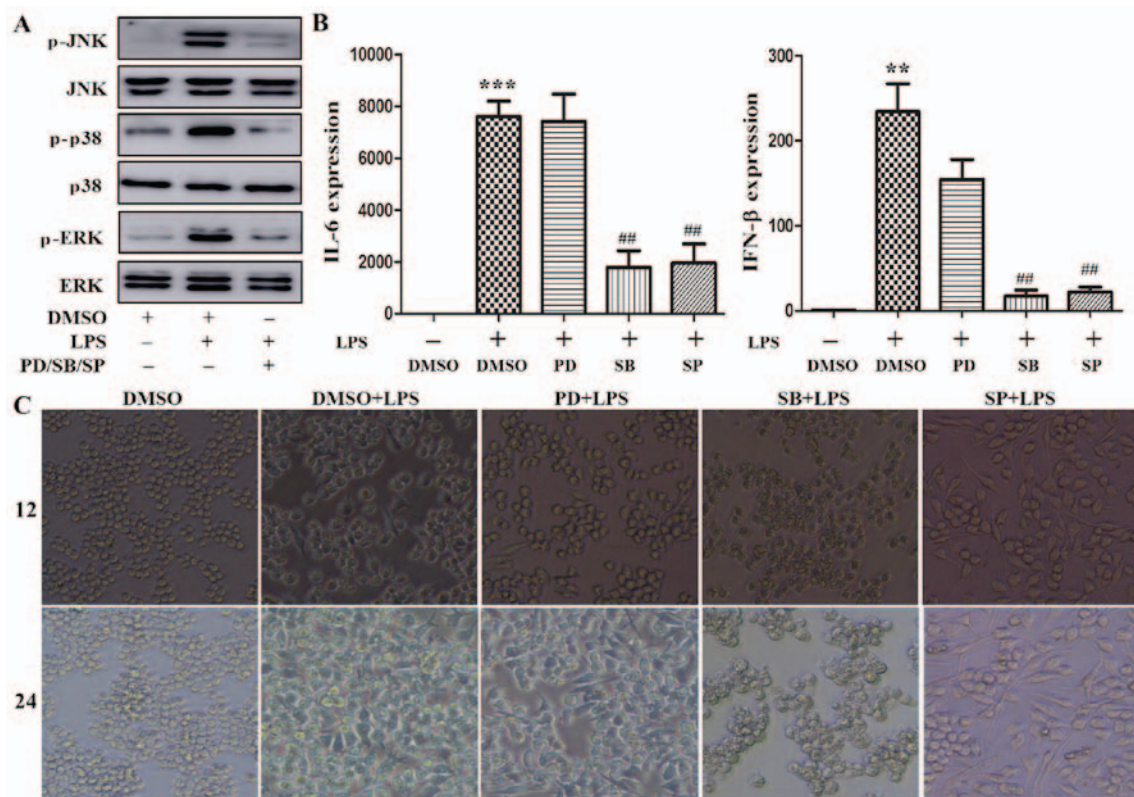 A
p-JNK
JNK
p-p38
p38
p-ERK
ERK
DMSO + + –
LPS – + +
PD/SB/SP – – +
B
IL-6 expression
10000
8000
6000
4000
2000
0
***
##
##
LPS – + + + +
DMSO DMSO PD SB SP
IFN-β expression
300
200
100
0
**
##
##
LPS – + + + +
DMSO DMSO PD SB SP
C
DMSO DMSO+LPS PD+LPS SB+LPS SP+LPS
12
24